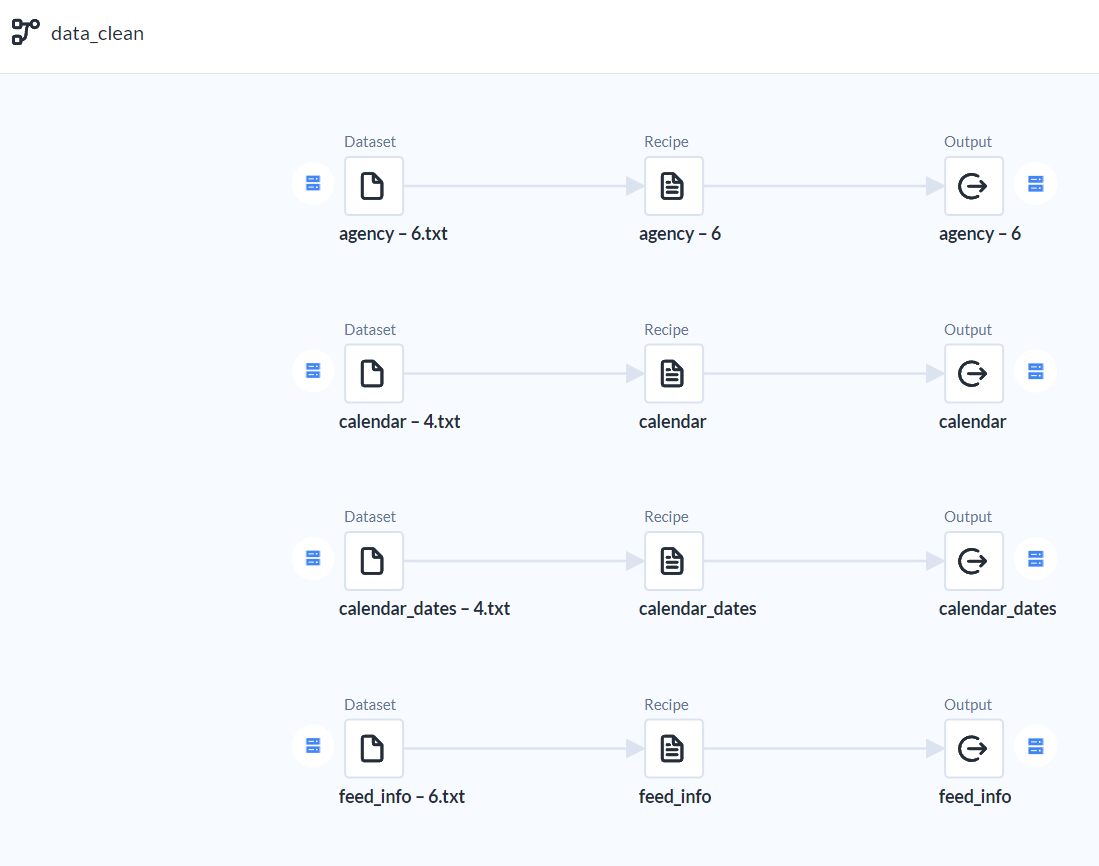 data_clean
Dataset Recipe Output
agency – 6.txt agency – 6 agency – 6
Dataset Recipe Output
calendar – 4.txt calendar calendar
Dataset Recipe Output
calendar_dates – 4.txt calendar_dates calendar_dates
Dataset Recipe Output
feed_info – 6.txt feed_info feed_info